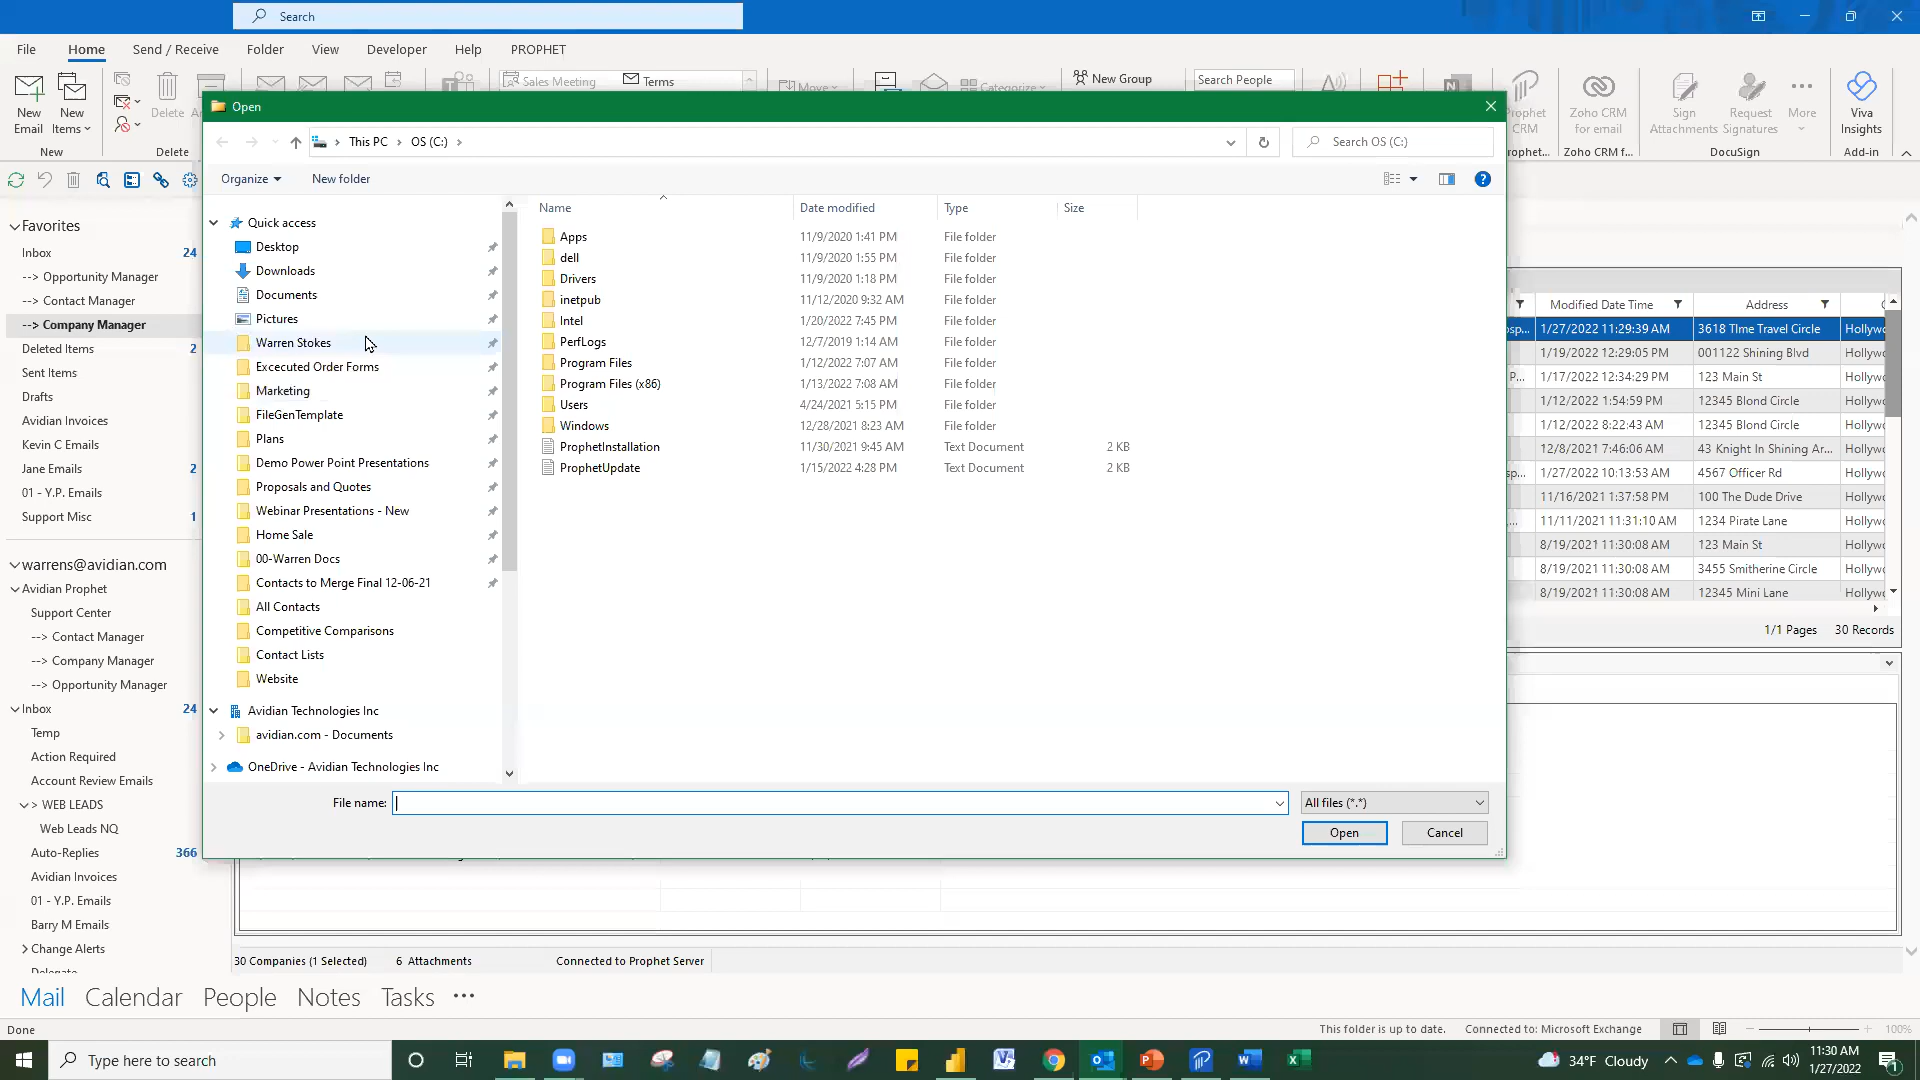 Search
File Home Send / Receive Folder View Developer Help PROPHET
Sales Meeting Terms Move Categorize New Group Search People
New Email New Items Delete Prophet CRM Zoho CRM for email Sign Attachments Request Signatures More Viva Insights
New Delete Prophet... Zoho CRM f... DocuSign Add-in
Open
This PC > OS (C:) >
Search OS (C:)
Organize New folder
Favorites
Inbox 24
--> Opportunity Manager
--> Contact Manager
--> Company Manager
Deleted Items 2
Sent Items
Drafts
Avidian Invoices
Kevin C Emails
Jane Emails 2
01 - Y.P. Emails
Support Misc 1
warrens@avidian.com
Avidian Prophet
Support Center
--> Contact Manager
--> Company Manager
--> Opportunity Manager
Inbox 24
Temp
Action Required
Account Review Emails
> WEB LEADS
Web Leads NQ
Auto-Replies 366
Avidian Invoices
01 - Y.P. Emails
Barry M Emails
Change Alerts
Quick access
Desktop
Downloads
Documents
Pictures
Warren Stokes
Excecuted Order Forms
Marketing
FileGenTemplate
Plans
Demo Power Point Presentations
Proposals and Quotes
Webinar Presentations - New
Home Sale
00-Warren Docs
Contacts to Merge Final 12-06-21
All Contacts
Competitive Comparisons
Contact Lists
Website
Avidian Technologies Inc
avidian.com - Documents
OneDrive - Avidian Technologies Inc
Name Date modified Type Size
Apps 11/9/2020 1:41 PM File folder
dell 11/9/2020 1:55 PM File folder
Drivers 11/9/2020 1:18 PM File folder
inetpub 11/12/2020 9:32 AM File folder
Intel 1/20/2022 7:45 PM File folder
PerfLogs 12/7/2019 1:14 AM File folder
Program Files 1/12/2022 7:07 AM File folder
Program Files (x86) 1/13/2022 7:08 AM File folder
Users 4/24/2021 5:15 PM File folder
Windows 12/28/2021 8:23 AM File folder
ProphetInstallation 11/30/2021 9:45 AM Text Document 2 KB
ProphetUpdate 1/15/2022 4:28 PM Text Document 2 KB
File name: All files (*.*)
Open Cancel
Modified Date Time Address
1/27/2022 11:29:39 AM 3618 TIme Travel Circle Hollyw
1/19/2022 12:29:05 PM 001122 Shining Blvd Hollyw
1/17/2022 12:34:29 PM 123 Main St Hollyw
1/12/2022 1:54:59 PM 12345 Blond Circle Hollyw
1/12/2022 8:22:43 AM 12345 Blond Circle Hollyw
12/8/2021 7:46:06 AM 43 Knight In Shining Ar... Hollyw
1/27/2022 10:13:53 AM 4567 Officer Rd Hollyw
11/16/2021 1:37:58 PM 100 The Dude Drive Hollyw
11/11/2021 11:31:10 AM 1234 Pirate Lane Hollyw
8/19/2021 11:30:08 AM 123 Main St Hollyw
8/19/2021 11:30:08 AM 3455 Smitherine Circle Hollyw
8/19/2021 11:30:08 AM 12345 Mini Lane Hollyw
1/1 Pages 30 Records
30 Companies (1 Selected) 6 Attachments Connected to Prophet Server
Mail Calendar People Notes Tasks ...
Done This folder is up to date. Connected to: Microsoft Exchange 100%
Type here to search 34°F Cloudy 11:30 AM
1/27/2022